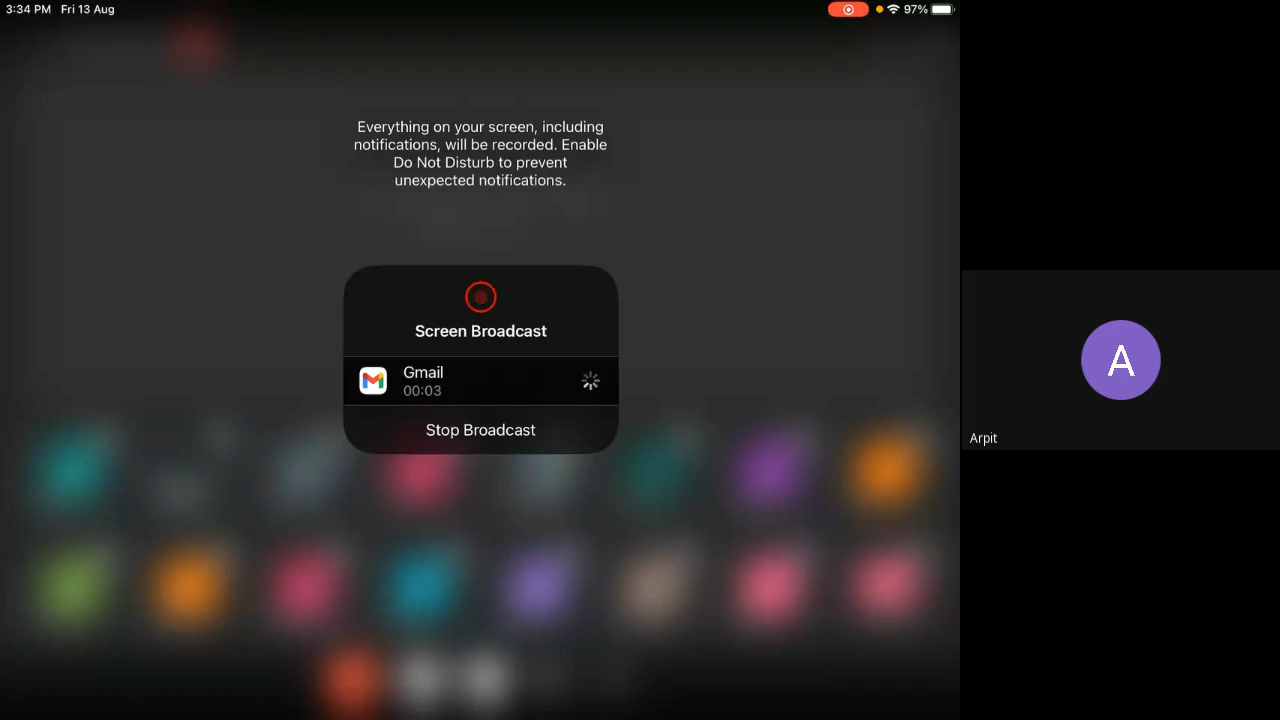 3:34 PM Fri 13 Aug
97%
Everything on your screen, including
notifications, will be recorded. Enable
Do Not Disturb to prevent
unexpected notifications.
Screen Broadcast
Gmail
00:03
Stop Broadcast
A
Arpit